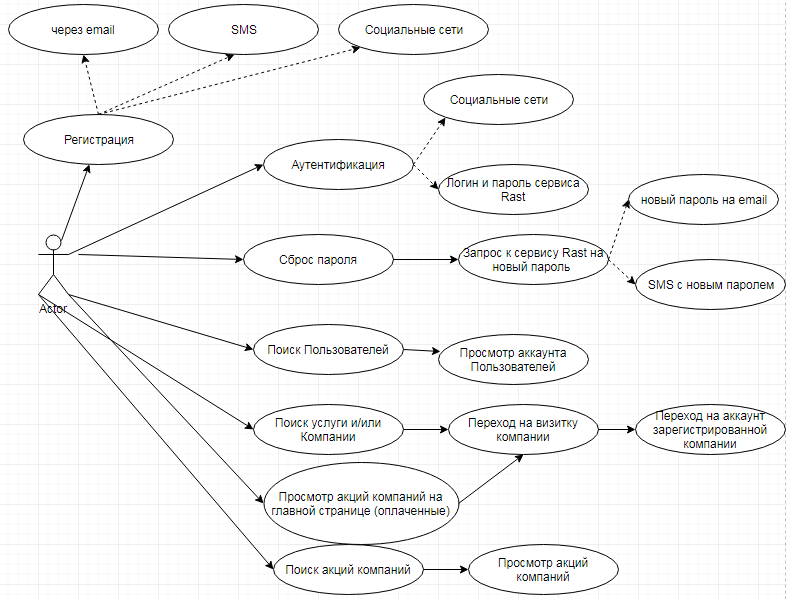 через email
SMS
Социальные сети
Регистрация
Социальные сети
Аутентификация
Логин и пароль сервиса
Rast
новый пароль на email
Сброс пароля
Запрос к сервису Rast на
новый пароль
SMS с новым паролем
Actor
Поиск Пользователей
Просмотр аккаунта
Пользователей
Поиск услуги и/или
Компании
Переход на визитку
компании
Переход на аккаунт
зарегистрированной
компании
Просмотр акций компаний на
главной странице (оплаченные)
Поиск акций компаний
Просмотр акций
компаний